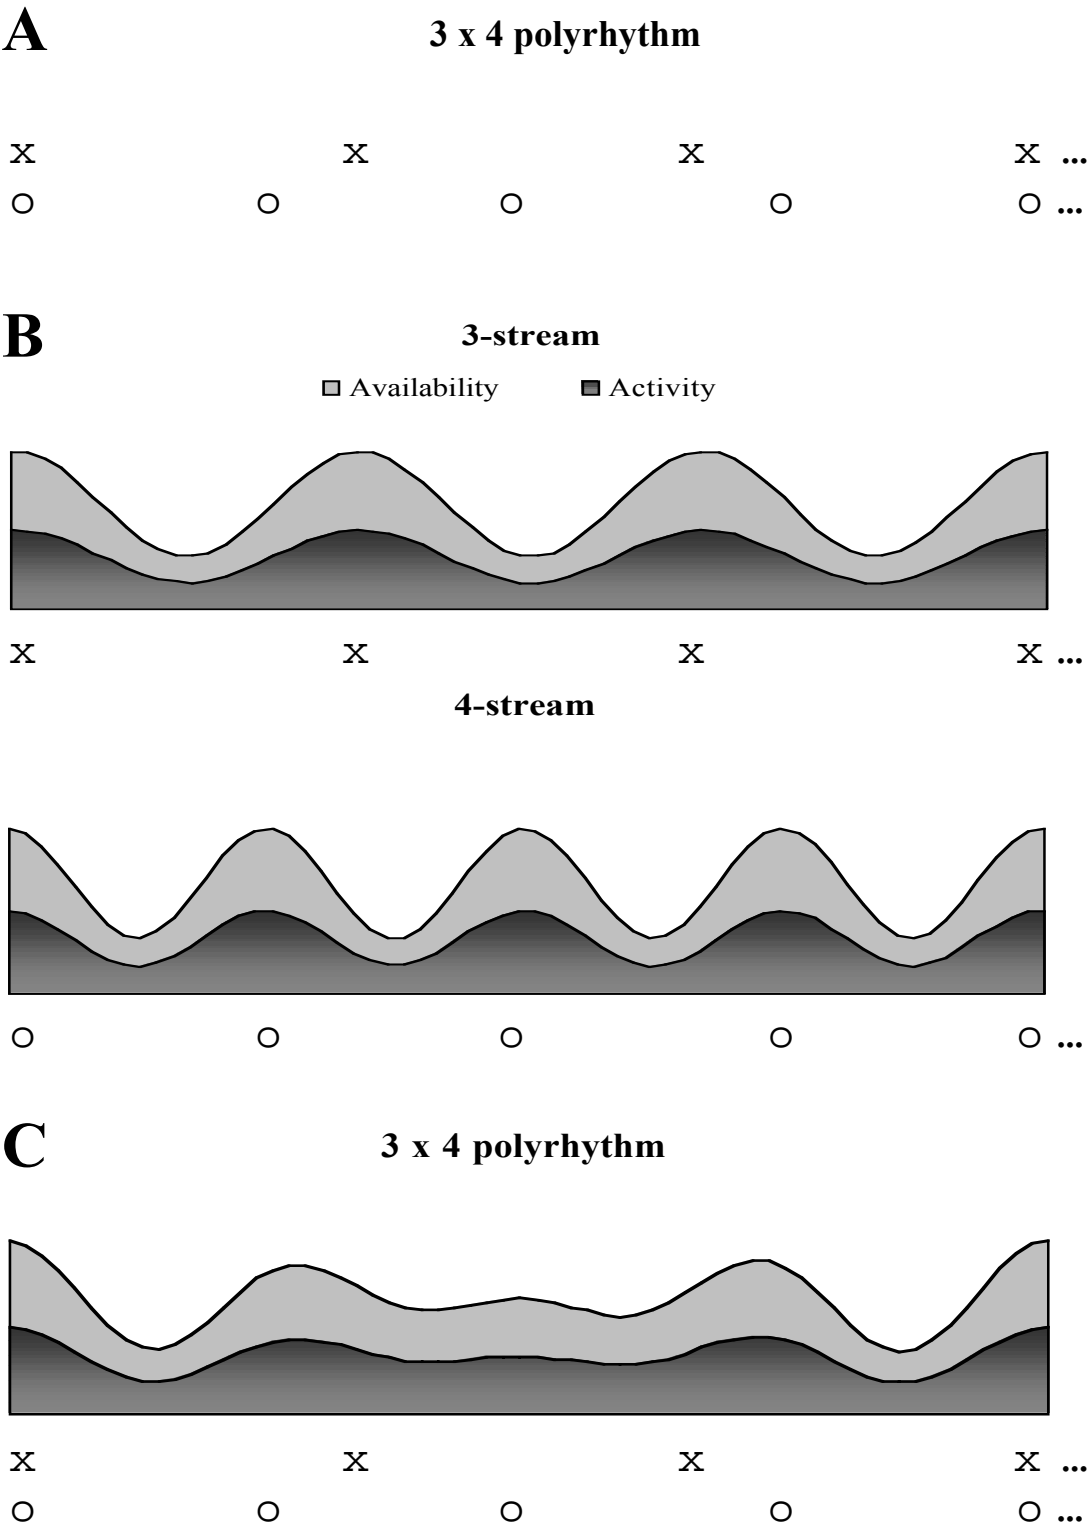 A
3 x 4 polyrhythm
x x x x ...
o o o o o ...
B
3-stream
Availability Activity
x x x x ...
4-stream
o o o o o ...
C
3 x 4 polyrhythm
x x x x ...
o o o o o ...